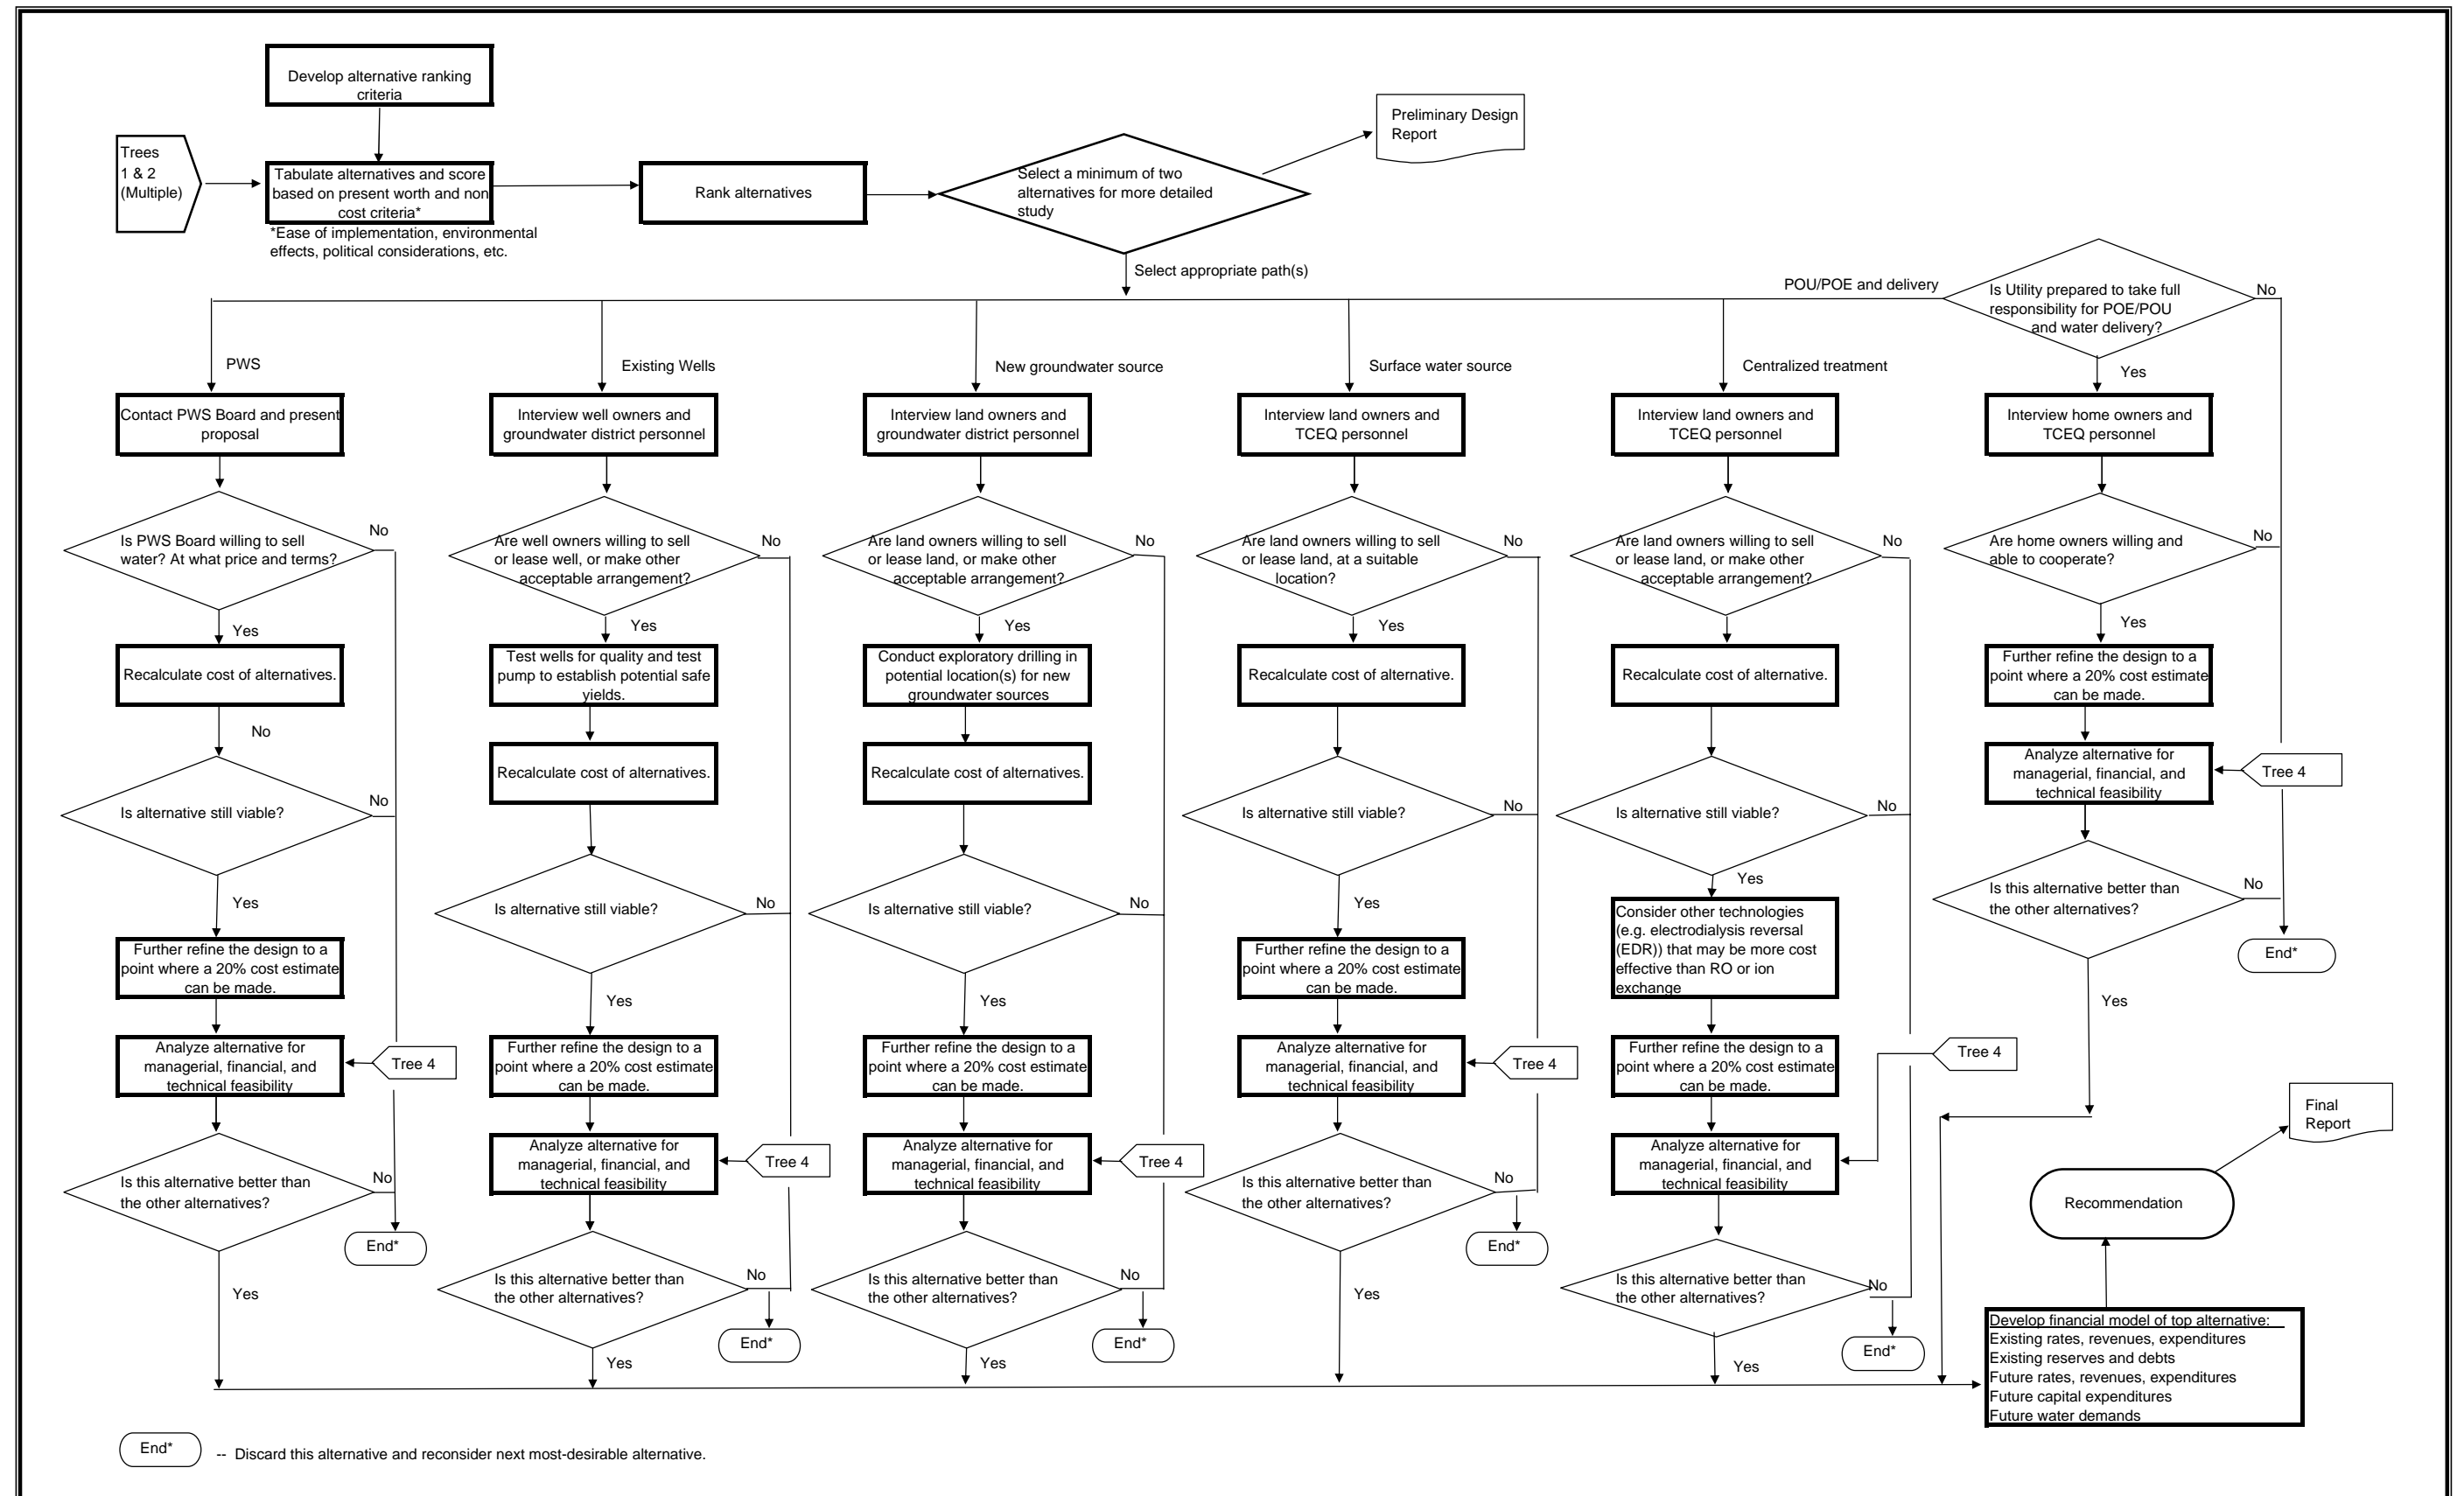 Develop alternative ranking
criteria
Trees
1 & 2
(Multiple)
Tabulate alternatives and score
based on present worth and non
cost criteria*
*Ease of implementation, environmental
effects, political considerations, etc.
Rank alternatives
Select a minimum of two
alternatives for more detailed
study
Preliminary Design
Report
Select appropriate path(s)
POU/POE and delivery
Is Utility prepared to take full
responsibility for POE/POU
and water delivery?
No
Yes
PWS
Contact PWS Board and present
proposal
Is PWS Board willing to sell
water? At what price and terms?
No
Yes
Recalculate cost of alternatives.
No
Is alternative still viable?
No
Yes
Further refine the design to a
point where a 20% cost estimate
can be made.
Analyze alternative for
managerial, financial, and
technical feasibility
Tree 4
Is this alternative better than
the other alternatives?
No
End*
Yes
Existing Wells
Interview well owners and
groundwater district personnel
Are well owners willing to sell
or lease well, or make other
acceptable arrangement?
No
Yes
Test wells for quality and test
pump to establish potential safe
yields.
Recalculate cost of alternatives.
Is alternative still viable?
No
Yes
Further refine the design to a
point where a 20% cost estimate
can be made.
Analyze alternative for
managerial, financial, and
technical feasibility
Tree 4
Is this alternative better than
the other alternatives?
No
End*
Yes
New groundwater source
Interview land owners and
groundwater district personnel
Are land owners willing to sell
or lease land, or make other
acceptable arrangement?
No
Yes
Conduct exploratory drilling in
potential location(s) for new
groundwater sources
Recalculate cost of alternatives.
Is alternative still viable?
No
Yes
Further refine the design to a
point where a 20% cost estimate
can be made.
Analyze alternative for
managerial, financial, and
technical feasibility
Tree 4
Is this alternative better than
the other alternatives?
No
End*
Yes
Surface water source
Interview land owners and
TCEQ personnel
Are land owners willing to sell
or lease land, at a suitable
location?
No
Yes
Recalculate cost of alternative.
Is alternative still viable?
No
Yes
Further refine the design to a
point where a 20% cost estimate
can be made.
Analyze alternative for
managerial, financial, and
technical feasibility
Tree 4
Is this alternative better than
the other alternatives?
No
End*
Yes
Centralized treatment
Interview land owners and
TCEQ personnel
Are land owners willing to sell
or lease land, or make other
acceptable arrangement?
No
Yes
Recalculate cost of alternative.
Is alternative still viable?
No
Yes
Consider other technologies
(e.g. electrodialysis reversal
(EDR)) that may be more cost
effective than RO or ion
exchange
Further refine the design to a
point where a 20% cost estimate
can be made.
Tree 4
Analyze alternative for
managerial, financial, and
technical feasibility
Is this alternative better than
the other alternatives?
No
End*
Yes
Interview home owners and
TCEQ personnel
Are home owners willing and
able to cooperate?
No
Yes
Further refine the design to a
point where a 20% cost estimate
can be made.
Analyze alternative for
managerial, financial, and
technical feasibility
Tree 4
Is this alternative better than
the other alternatives?
No
End*
Yes
Final
Report
Recommendation
Develop financial model of top alternative:
Existing rates, revenues, expenditures
Existing reserves and debts
Future rates, revenues, expenditures
Future capital expenditures
Future water demands
End*
-- Discard this alternative and reconsider next most-desirable alternative.